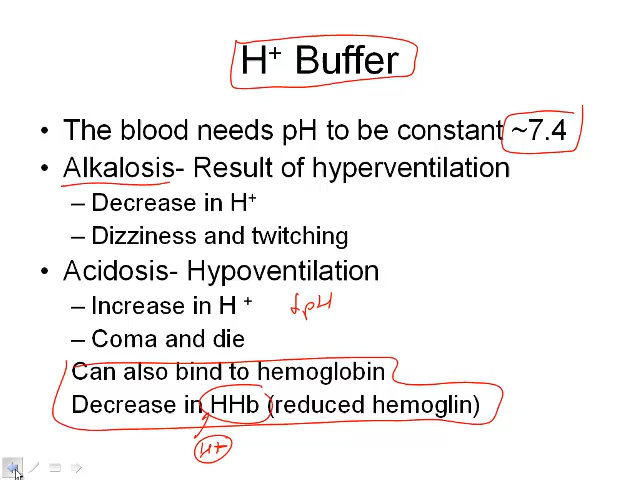 H+ Buffer
• The blood needs pH to be constant ~7.4
• Alkalosis- Result of hyperventilation
– Decrease in H+
– Dizziness and twitching
• Acidosis- Hypoventilation
– Increase in H + ↓pH
– Coma and die
Can also bind to hemoglobin
Decrease in HHb (reduced hemoglin)
H+